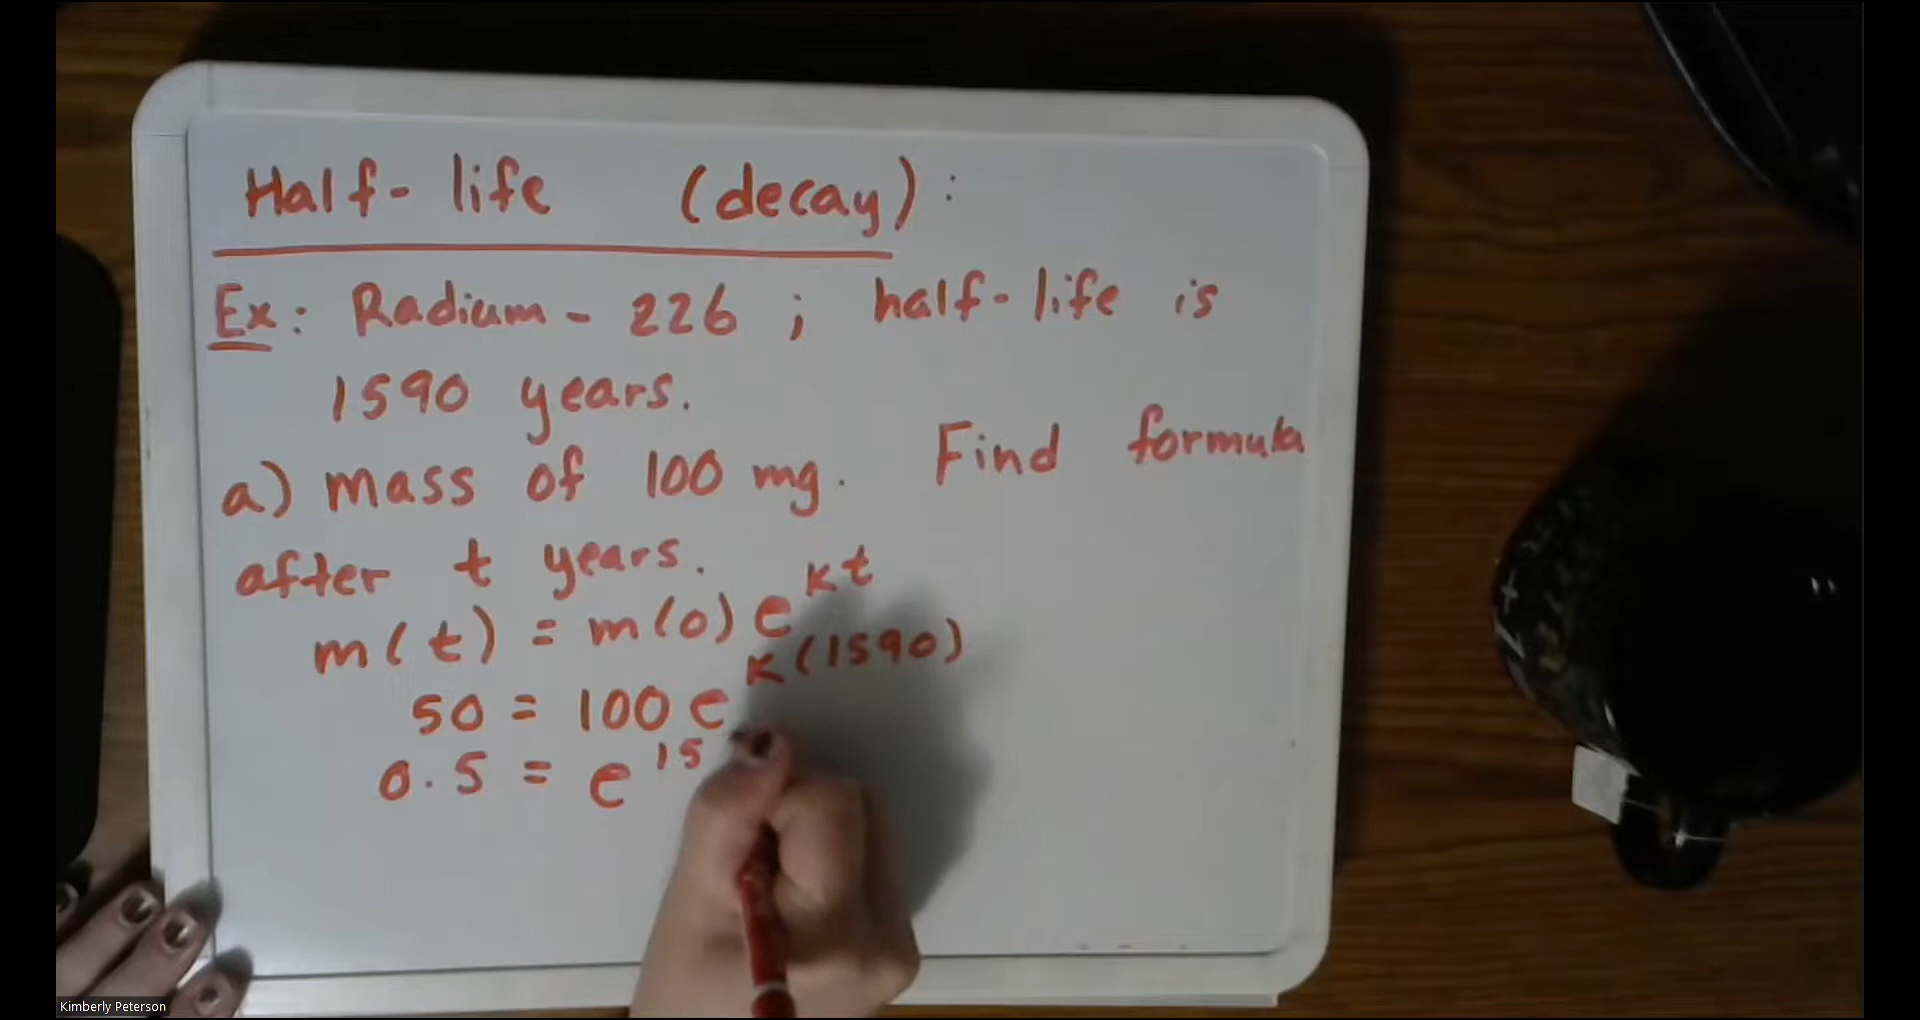 Half-life (decay):
Ex: Radium-226; half-life is
1590 years.
a) mass of 100 mg. Find formula
after t years.
m(t) = m(0) e^kt
50 = 100 e^k(1590)
0.5 = e^15
Kimberly Peterson